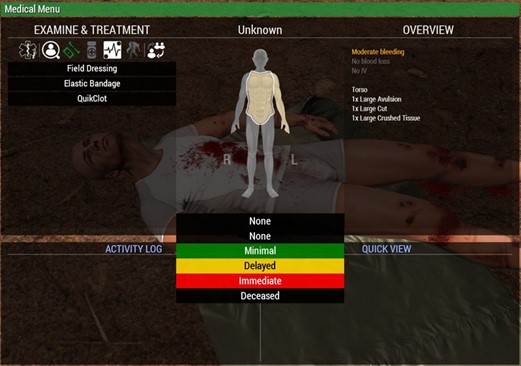 Medical Menu
EXAMINE & TREATMENT
Unknown
OVERVIEW
Field Dressing
Elastic Bandage
QuikClot
Moderate bleeding
No blood loss
No IV
Torso
1x Large Avulsion
1x Large Cut
1x Large Crushed Tissue
R L
None
None
Minimal
Delayed
Immediate
Deceased
ACTIVITY LOG
QUICK VIEW